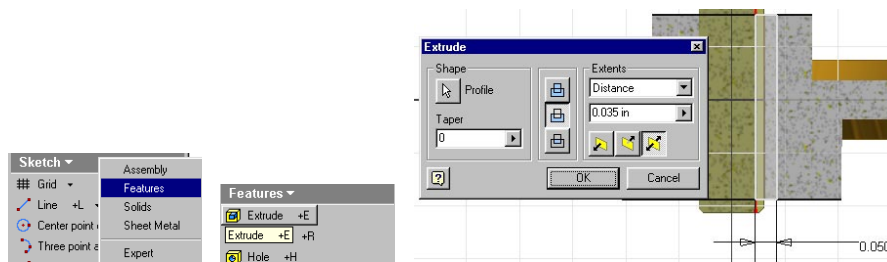 Sketch
Grid
Line +L
Center point
Three point a
Assembly
Features
Solids
Sheet Metal
Expert
Features
Extrude +E
Extrude +E +R
Hole +H
Extrude
Shape
Profile
Taper
0
Extents
Distance
0.035 in
?
OK
Cancel
0.050